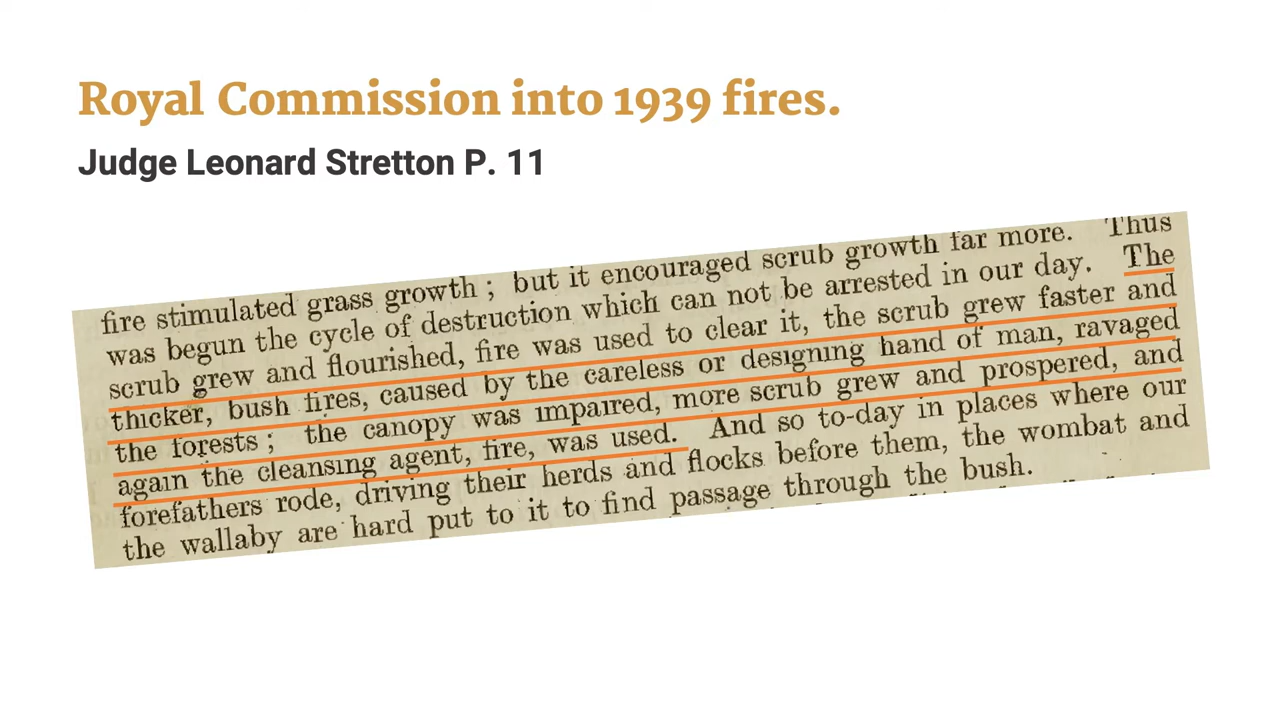 Royal Commission into 1939 fires.
Judge Leonard Stretton P. 11
fire stimulated grass growth ; but it encouraged scrub growth far more. Thus
was begun the cycle of destruction which can not be arrested in our day. The
scrub grew and flourished, fire was used to clear it, the scrub grew faster and
thicker, bush fires, caused by the careless or designing hand of man, ravaged
the forests ; the canopy was impaired, more scrub grew and prospered, and
again the cleansing agent, fire, was used. And so to-day in places where our
forefathers rode, driving their herds and flocks before them, the wombat and
the wallaby are hard put to it to find passage through the bush.